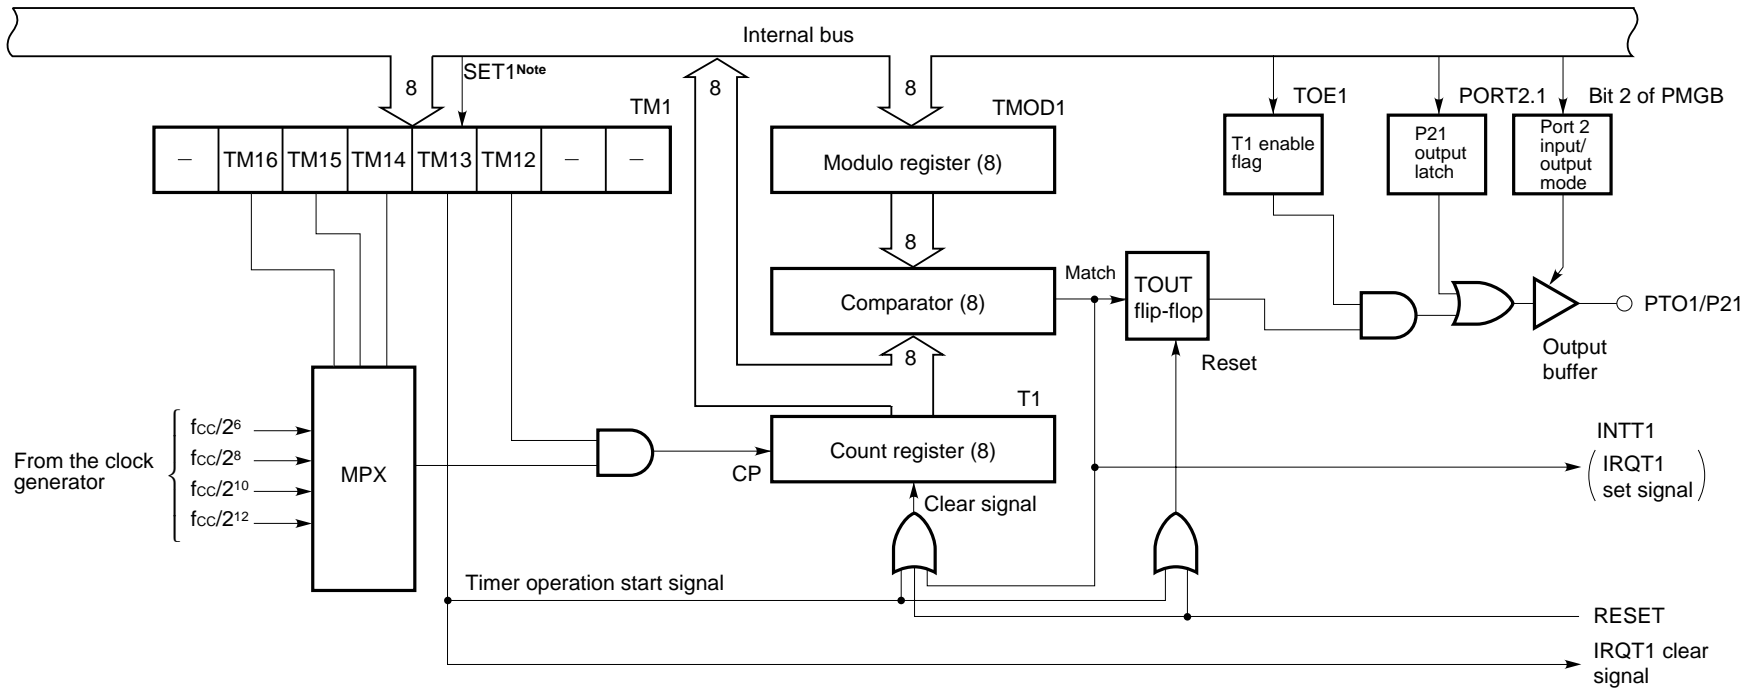 Internal bus
8
SET1Note
8
8
TM1
TMOD1
TOE1
PORT2.1
Bit 2 of PMGB
–
TM16
TM15
TM14
TM13
TM12
–
–
Modulo register (8)
T1 enable
flag
P21
output
latch
Port 2
input/
output
mode
8
Comparator (8)
Match
TOUT
flip-flop
Reset
PTO1/P21
Output
buffer
8
T1
Count register (8)
CP
Clear signal
From the clock
generator
fCC/2⁶
fCC/2⁸
fCC/2¹⁰
fCC/2¹²
MPX
INTT1
( IRQT1
set signal )
Timer operation start signal
RESET
IRQT1 clear
signal